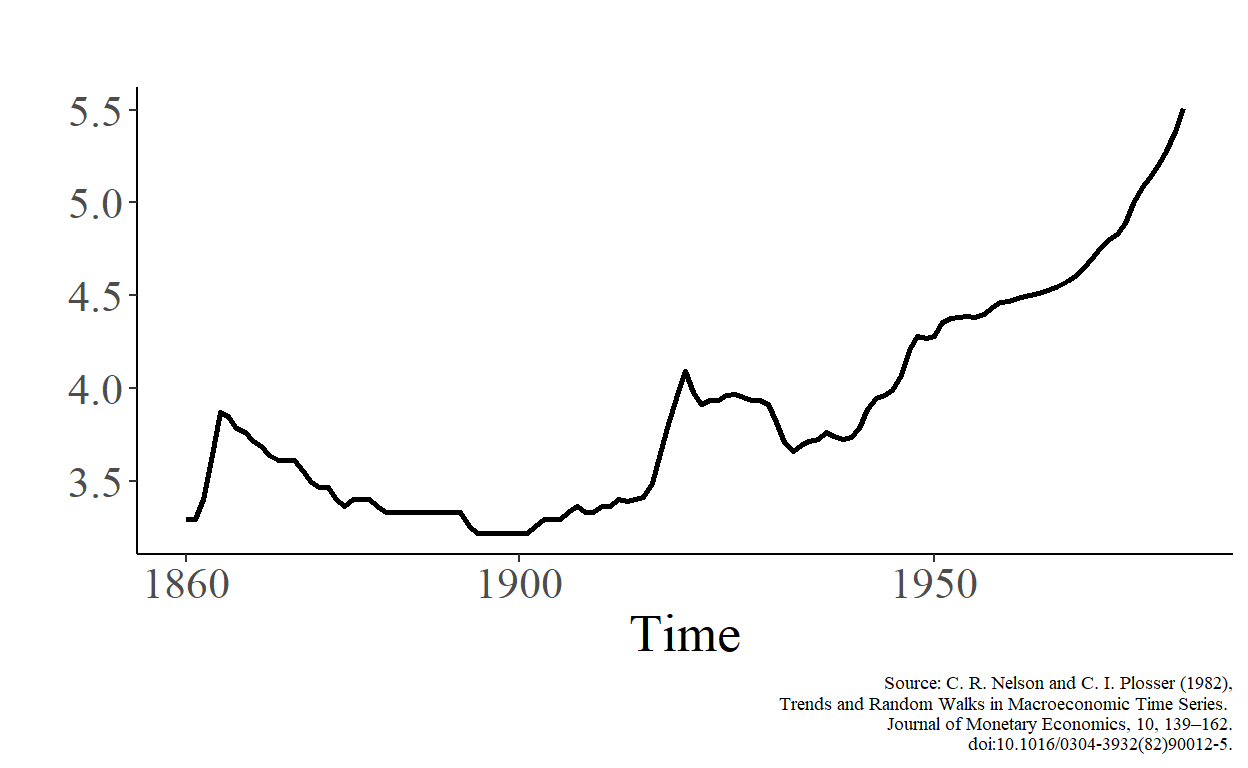 5.5
5.0
4.5
4.0
3.5
1860 1900 1950
Time
Source: C. R. Nelson and C. I. Plosser (1982),
Trends and Random Walks in Macroeconomic Time Series.
Journal of Monetary Economics, 10, 139–162.
doi:10.1016/0304-3932(82)90012-5.